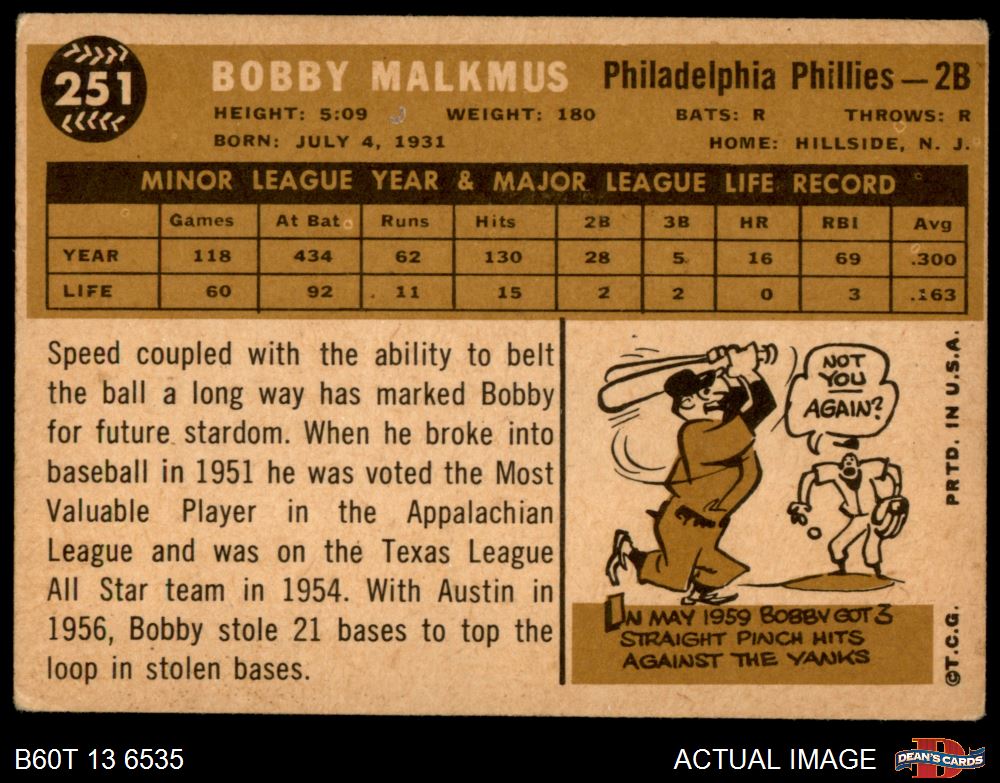 251
BOBBY MALKMUS Philadelphia Phillies — 2B
HEIGHT: 5:09 WEIGHT: 180 BATS: R THROWS: R
BORN: JULY 4, 1931 HOME: HILLSIDE, N. J.
MINOR LEAGUE YEAR & MAJOR LEAGUE LIFE RECORD
Games At Bat Runs Hits 2B 3B HR RBI Avg
YEAR 118 434 62 130 28 5 16 69 .300
LIFE 60 92 11 15 2 2 0 3 .163
Speed coupled with the ability to belt
the ball a long way has marked Bobby
for future stardom. When he broke into
baseball in 1951 he was voted the Most
Valuable Player in the Appalachian
League and was on the Texas League
All Star team in 1954. With Austin in
1956, Bobby stole 21 bases to top the
loop in stolen bases.
NOT
YOU
AGAIN?
IN MAY 1959 BOBBY GOT 3
STRAIGHT PINCH HITS
AGAINST THE YANKS
©T.C.G. PRTD. IN U.S.A.
B60T 13 6535 ACTUAL IMAGE
D
DEAN'S CARDS